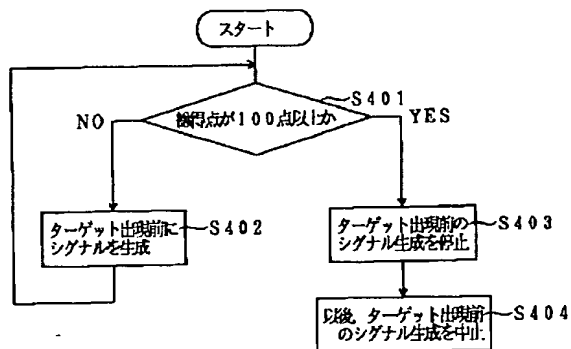 スタート
S401
NO
YES
得点が100点以上か
ターゲット出現前に
シグナルを生成
S402
ターゲット出現前の
シグナル生成を停止
S403
以後、ターゲット出現前
のシグナル生成を中止
S404